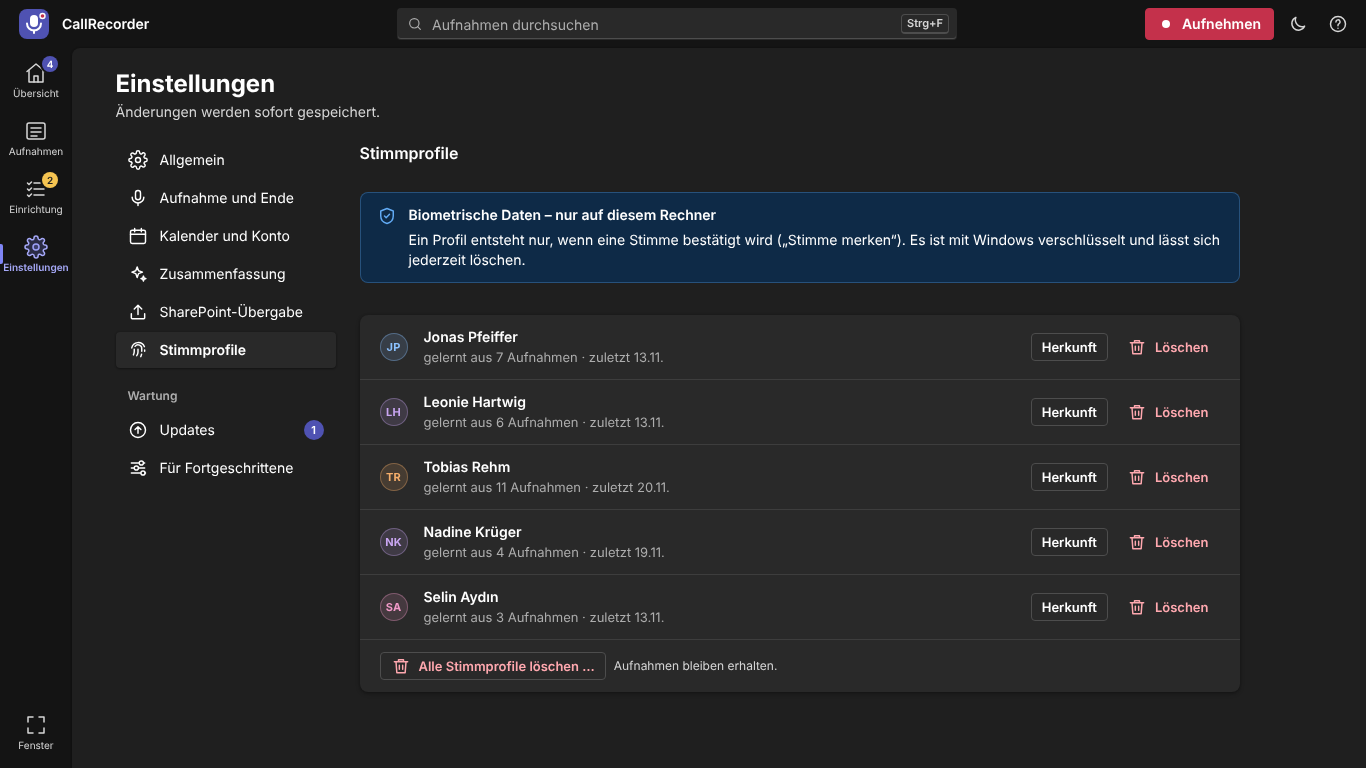 CallRecorder
Aufnahmen durchsuchen
Strg+F
Aufnehmen
4
Übersicht
Aufnahmen
2
Einrichtung
Einstellungen
Fenster
Einstellungen
Änderungen werden sofort gespeichert.
Allgemein
Aufnahme und Ende
Kalender und Konto
Zusammenfassung
SharePoint-Übergabe
Stimmprofile
Wartung
Updates
1
Für Fortgeschrittene
Stimmprofile
Biometrische Daten – nur auf diesem Rechner
Ein Profil entsteht nur, wenn eine Stimme bestätigt wird („Stimme merken“). Es ist mit Windows verschlüsselt und lässt sich
jederzeit löschen.
JP
Jonas Pfeiffer
gelernt aus 7 Aufnahmen · zuletzt 13.11.
Herkunft
Löschen
LH
Leonie Hartwig
gelernt aus 6 Aufnahmen · zuletzt 13.11.
Herkunft
Löschen
TR
Tobias Rehm
gelernt aus 11 Aufnahmen · zuletzt 20.11.
Herkunft
Löschen
NK
Nadine Krüger
gelernt aus 4 Aufnahmen · zuletzt 19.11.
Herkunft
Löschen
SA
Selin Aydın
gelernt aus 3 Aufnahmen · zuletzt 13.11.
Herkunft
Löschen
Alle Stimmprofile löschen ...
Aufnahmen bleiben erhalten.